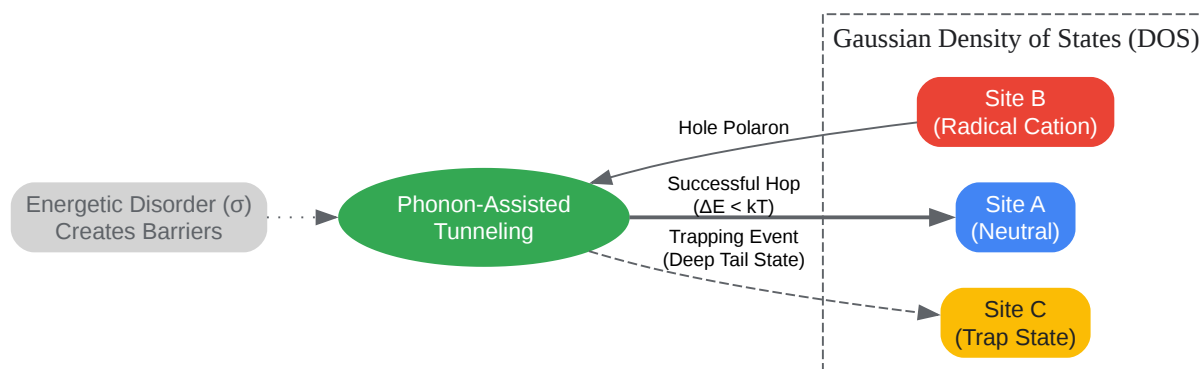 Gaussian Density of States (DOS)
Site B
(Radical Cation)
Hole Polaron
Energetic Disorder (σ)
Creates Barriers
Phonon-Assisted
Tunneling
Successful Hop
(ΔE < kT)
Site A
(Neutral)
Trapping Event
(Deep Tail State)
Site C
(Trap State)